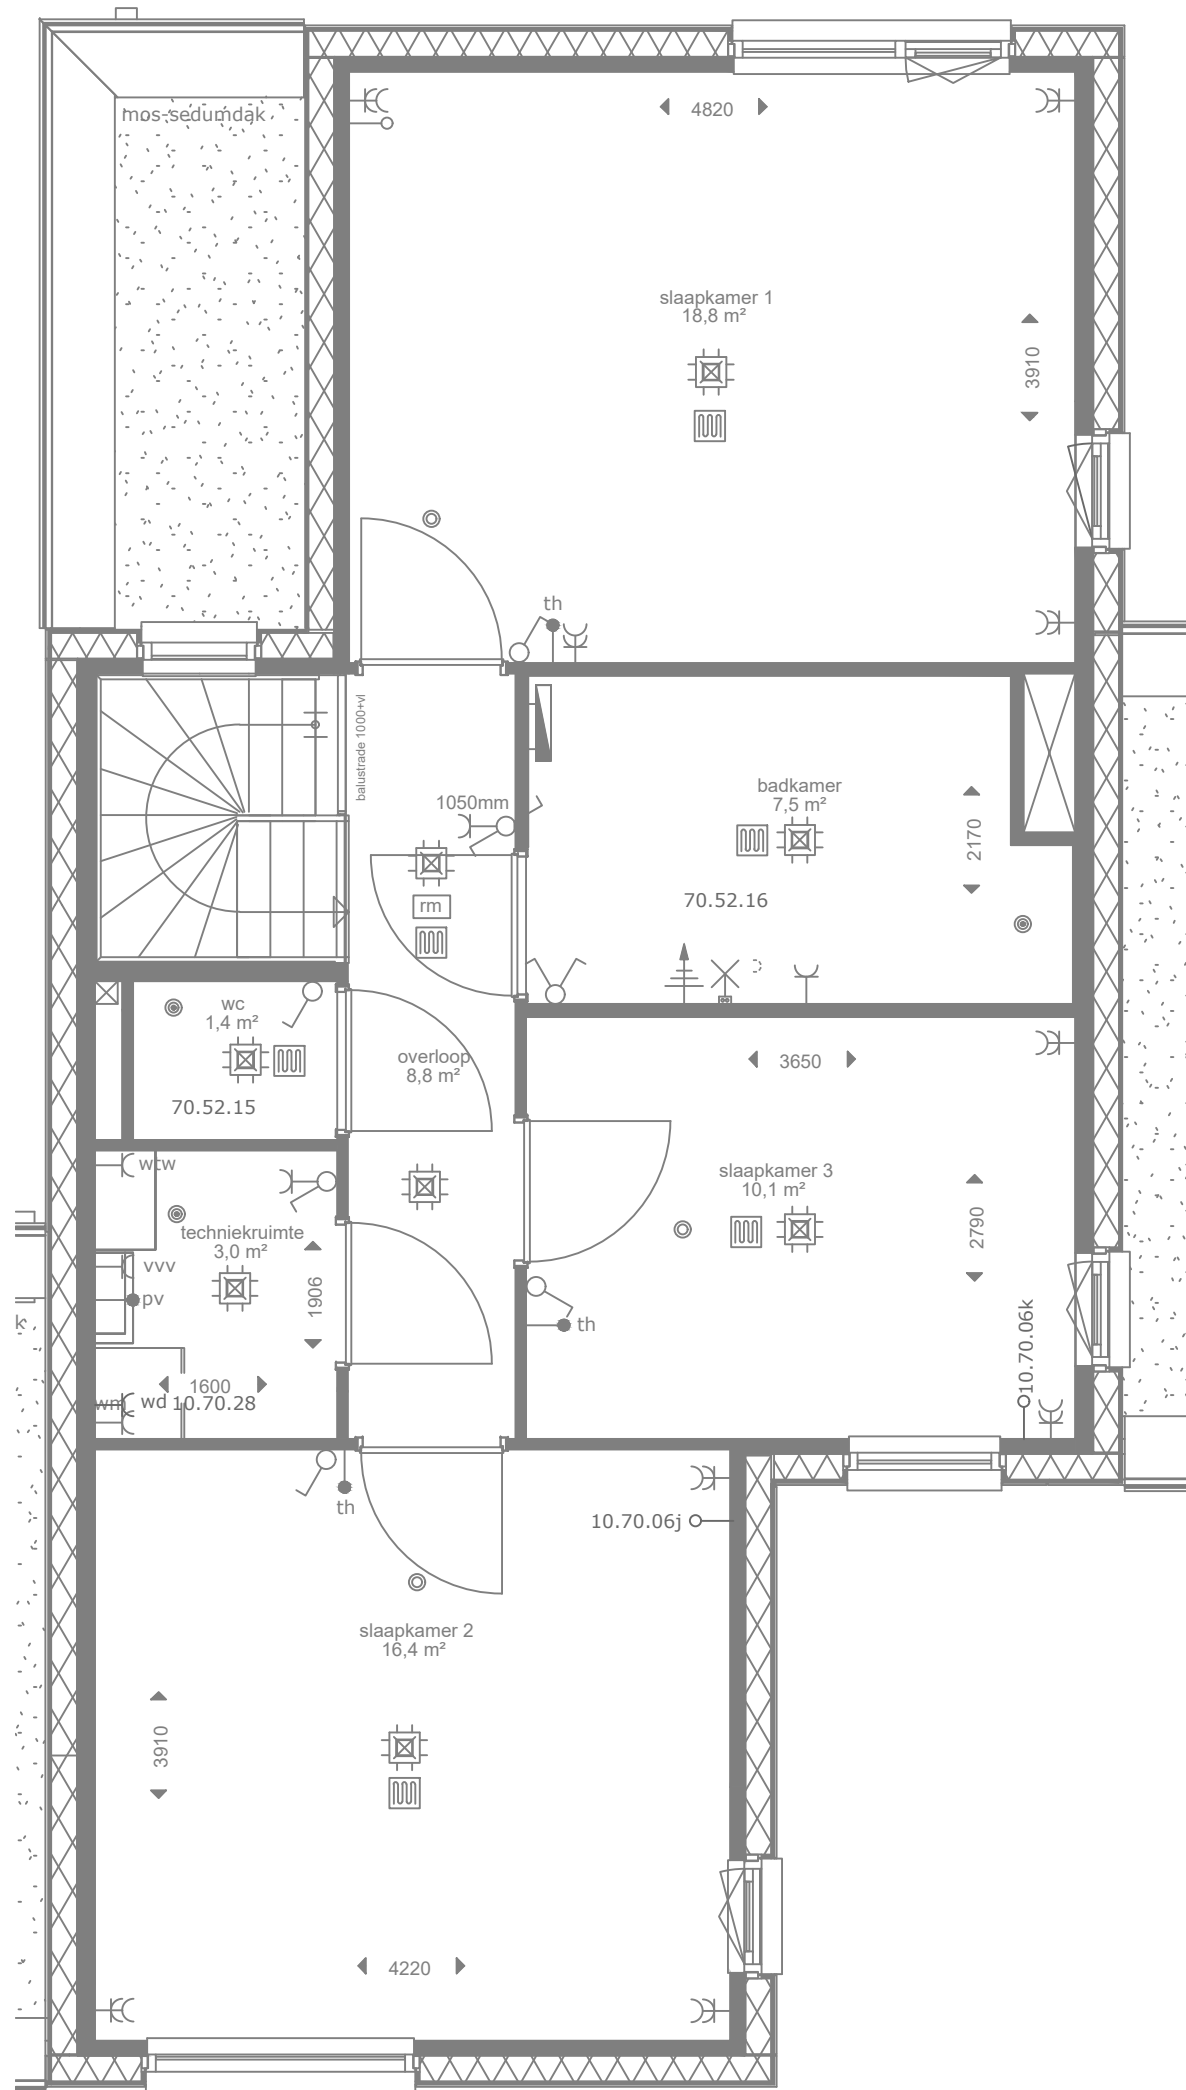 mos-sedumdak
4820
slaapkamer 1
18,8 m²
3910
th
balustrade 1000+vl
1050mm
badkamer
7,5 m²
2170
rm
70.52.16
wc
1,4 m²
70.52.15
overloop
8,8 m²
3650
wtw
techniekruimte
3,0 m²
vvv
pv
1906
slaapkamer 3
10,1 m²
2790
k
th
10.70.06k
1600
wm
wd
10.70.28
th
10.70.06j
slaapkamer 2
16,4 m²
3910
4220